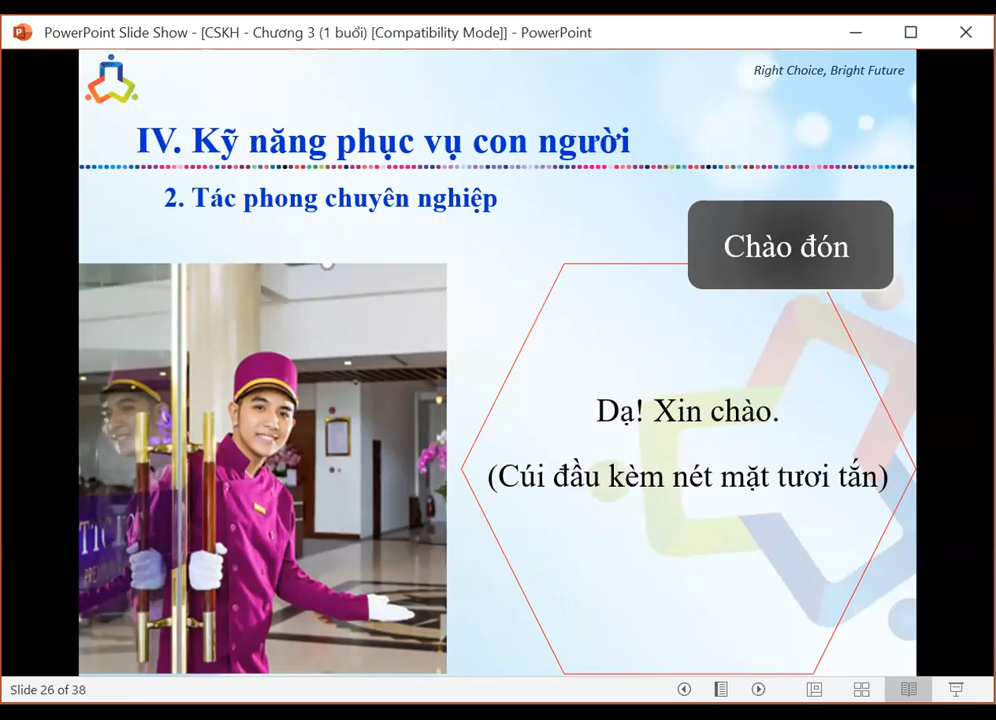 PowerPoint Slide Show - [CSKH - Chương 3 (1 buổi) [Compatibility Mode]] - PowerPoint
Right Choice, Bright Future
IV. Kỹ năng phục vụ con người
2. Tác phong chuyên nghiệp
Chào đón
Dạ! Xin chào.
(Cúi đầu kèm nét mặt tươi tắn)
Slide 26 of 38